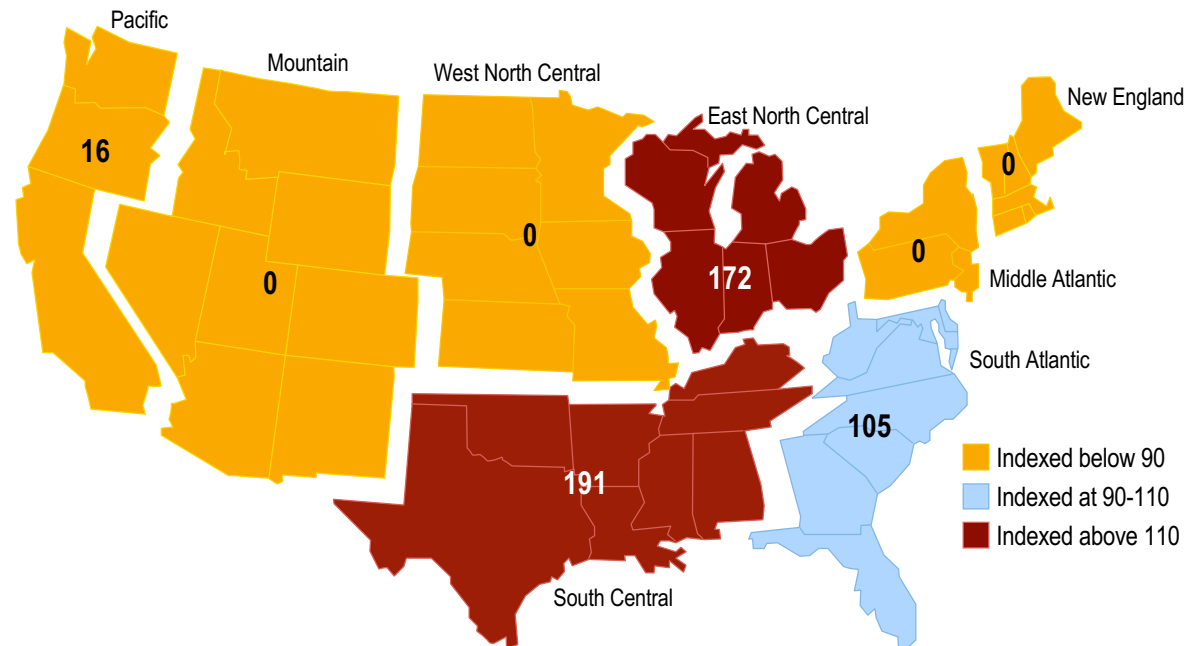 Pacific
Mountain
West North Central
East North Central
New England
16
0
0
0
172
0
0
Middle Atlantic
South Atlantic
105
191
South Central
Indexed below 90
Indexed at 90-110
Indexed above 110